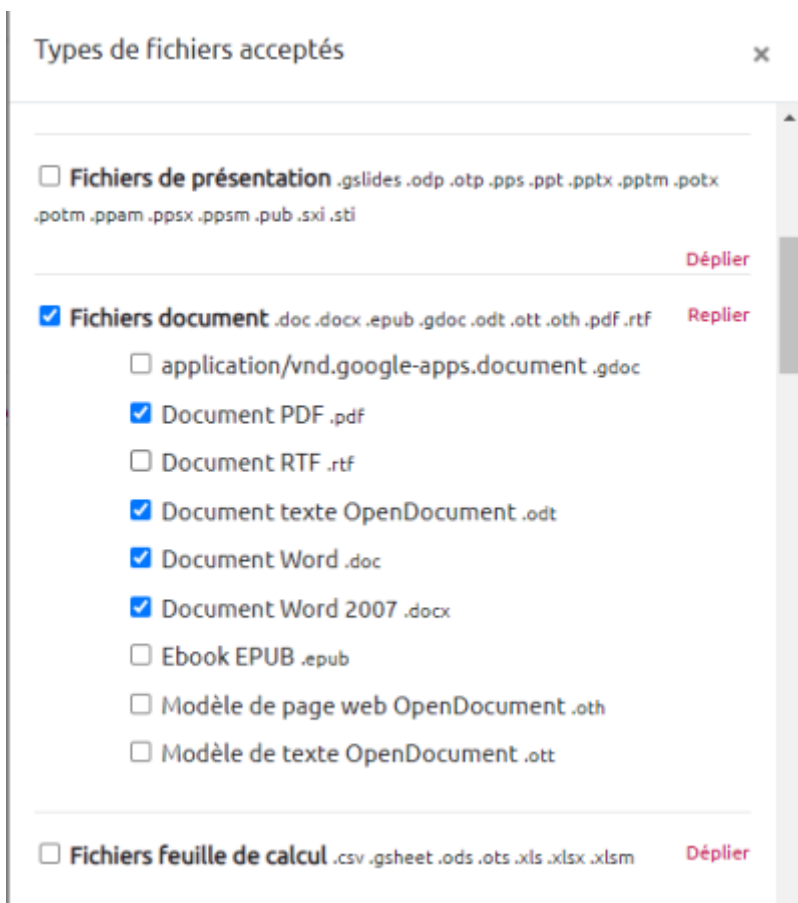 Types de fichiers acceptés
×
Fichiers de présentation .gslides .odp .otp .pps .ppt .pptx .pptm .potx
.potm .ppam .ppsx .ppsm .pub .sxi .sti
Déplier
Fichiers document .doc .docx .epub .gdoc .odt .ott .oth .pdf .rtf Replier
application/vnd.google-apps.document .gdoc
Document PDF .pdf
Document RTF .rtf
Document texte OpenDocument .odt
Document Word .doc
Document Word 2007 .docx
Ebook EPUB .epub
Modèle de page web OpenDocument .oth
Modèle de texte OpenDocument .ott
Fichiers feuille de calcul .csv .gsheet .ods .ots .xls .xlsx .xlsm Déplier